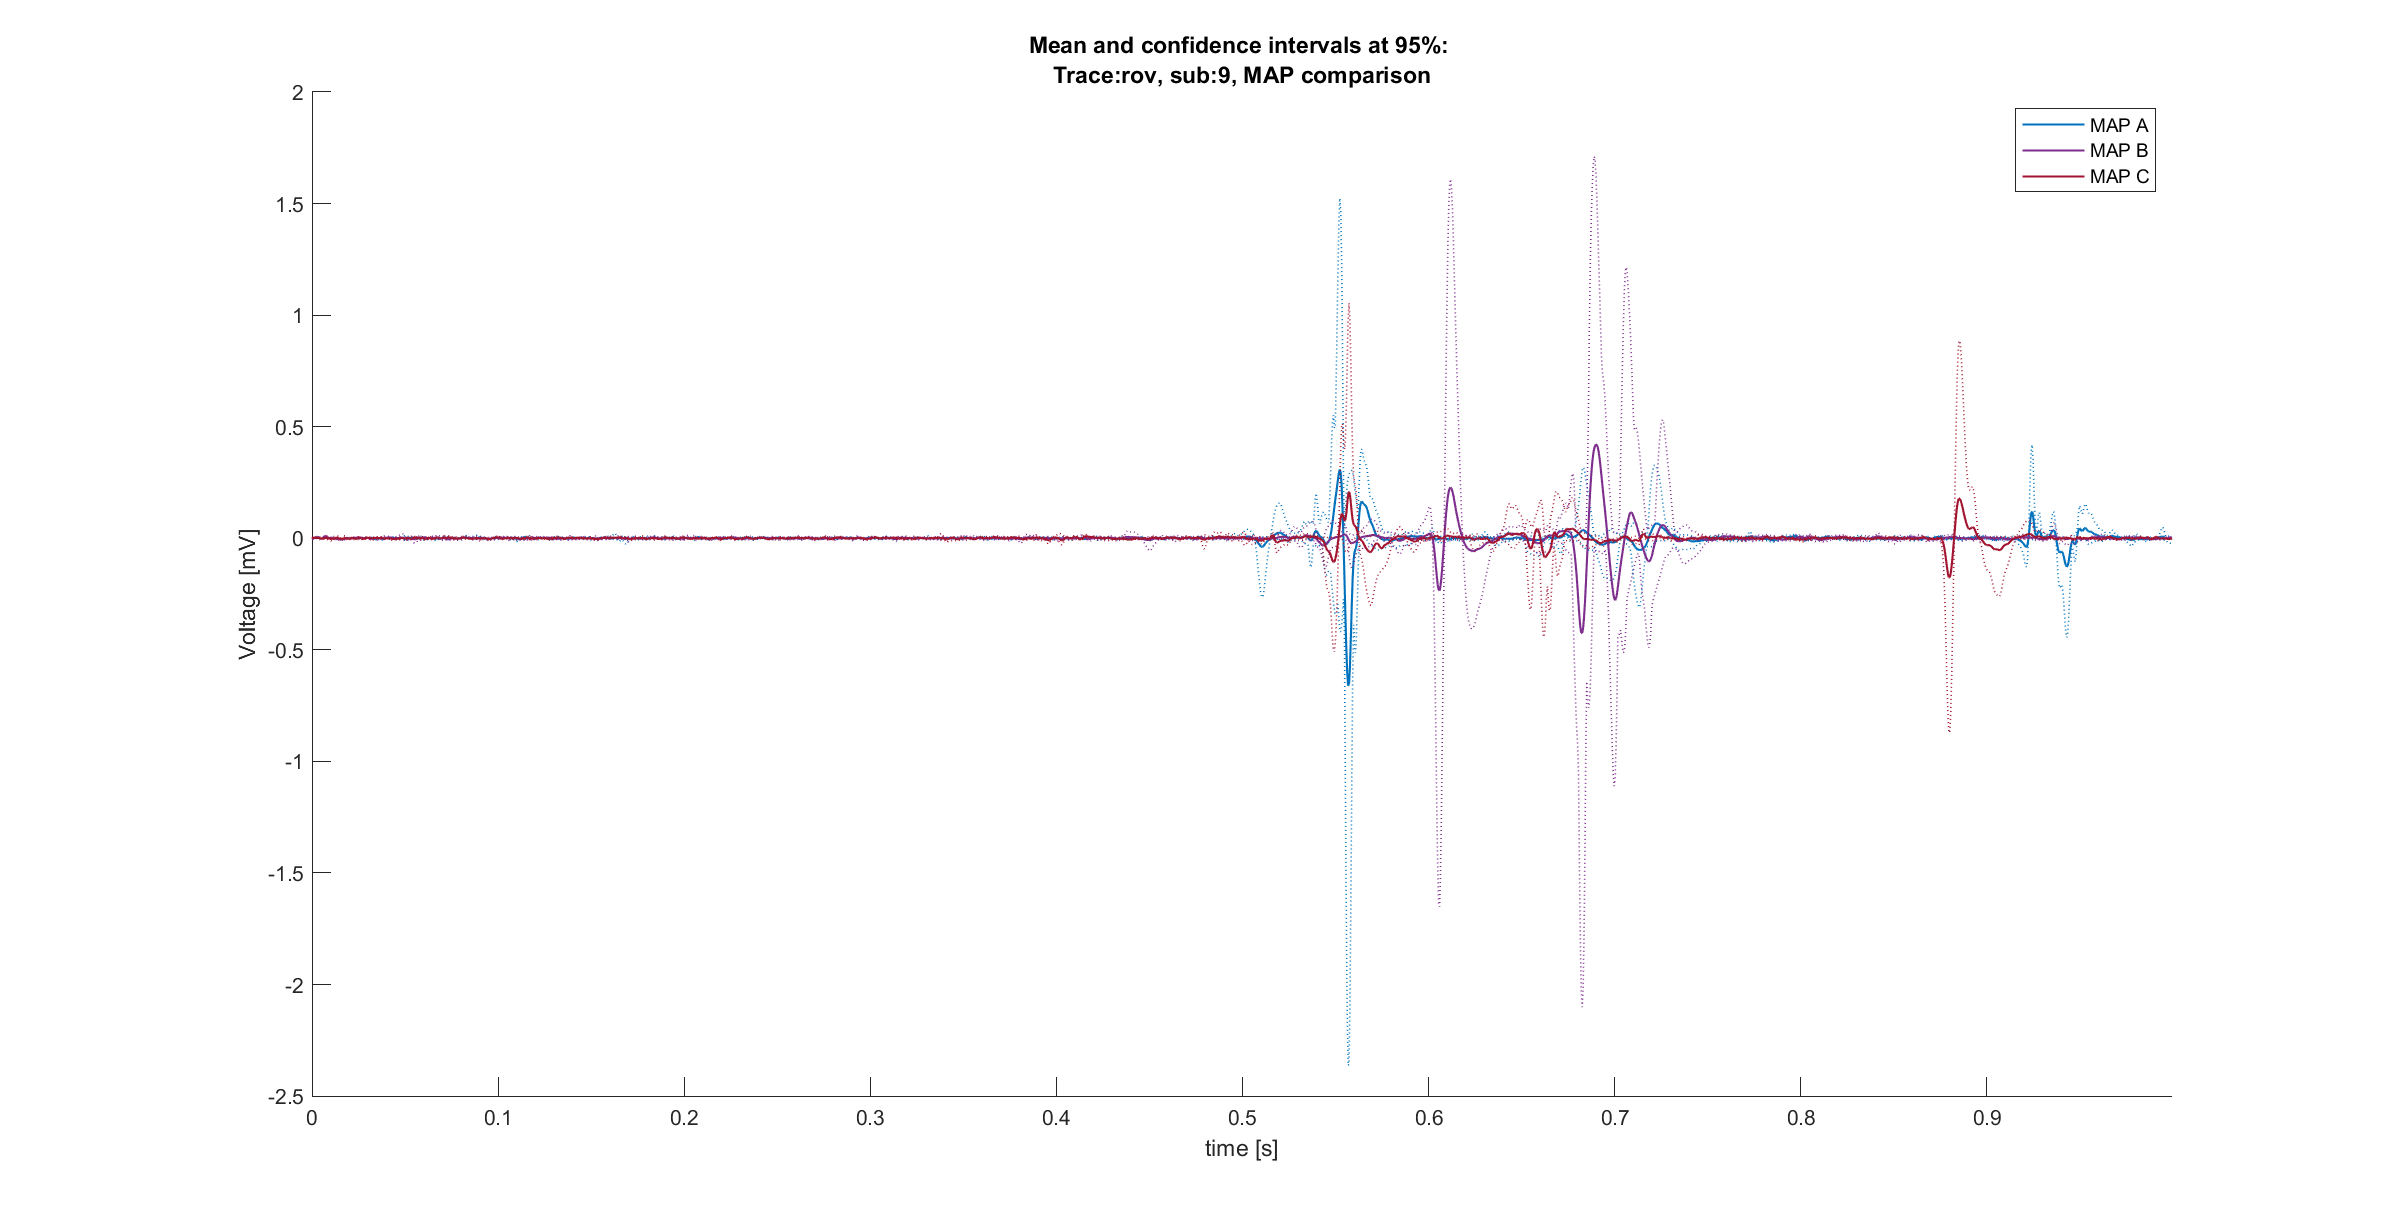 Mean and confidence intervals at 95%:
Trace:rov, sub:9, MAP comparison
MAP A
MAP B
MAP C
2
1.5
1
0.5
0
-0.5
-1
-1.5
-2
-2.5
Voltage [mV]
0 0.1 0.2 0.3 0.4 0.5 0.6 0.7 0.8 0.9
time [s]